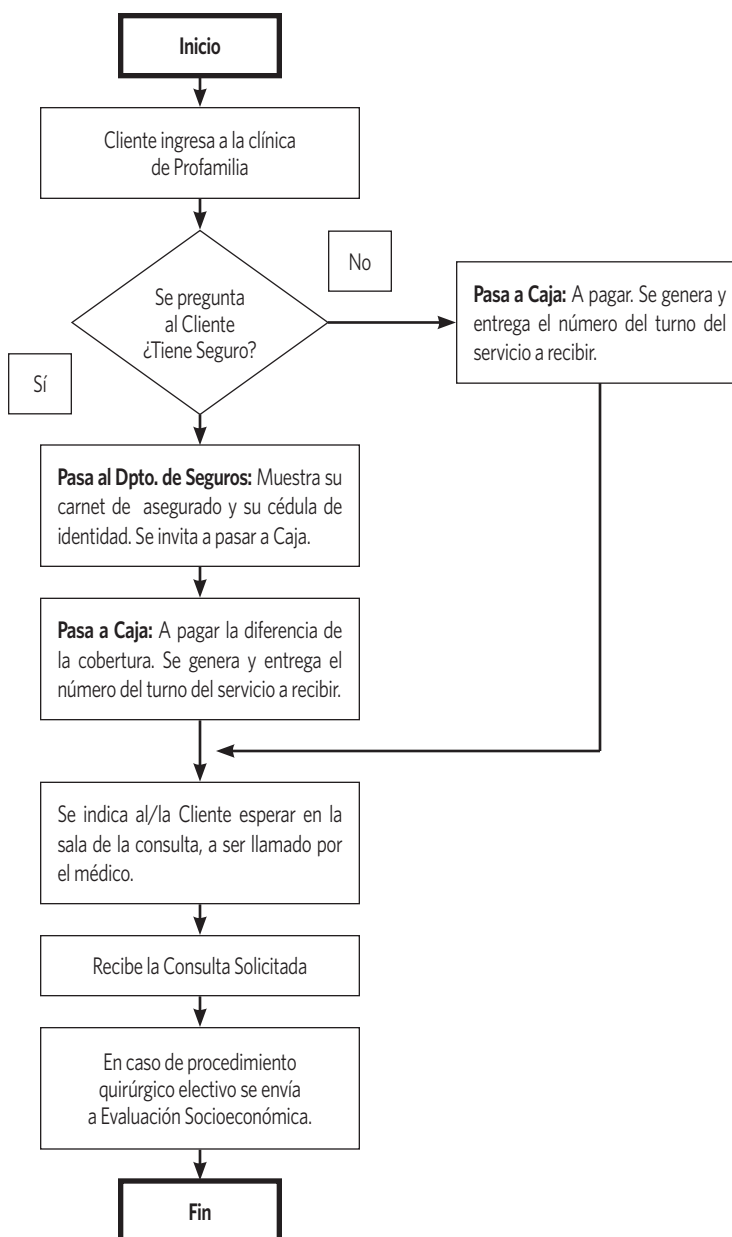 Inicio
Cliente ingresa a la clínica
de Profamilia
Se pregunta
al Cliente
¿Tiene Seguro?
No
Pasa a Caja: A pagar. Se genera y
entrega el número del turno del
servicio a recibir.
Sí
Pasa al Dpto. de Seguros: Muestra su
carnet de asegurado y su cédula de
identidad. Se invita a pasar a Caja.
Pasa a Caja: A pagar la diferencia de
la cobertura. Se genera y entrega el
número del turno del servicio a recibir.
Se indica al/la Cliente esperar en la
sala de la consulta, a ser llamado por
el médico.
Recibe la Consulta Solicitada
En caso de procedimiento
quirúrgico electivo se envía
a Evaluación Socioeconómica.
Fin